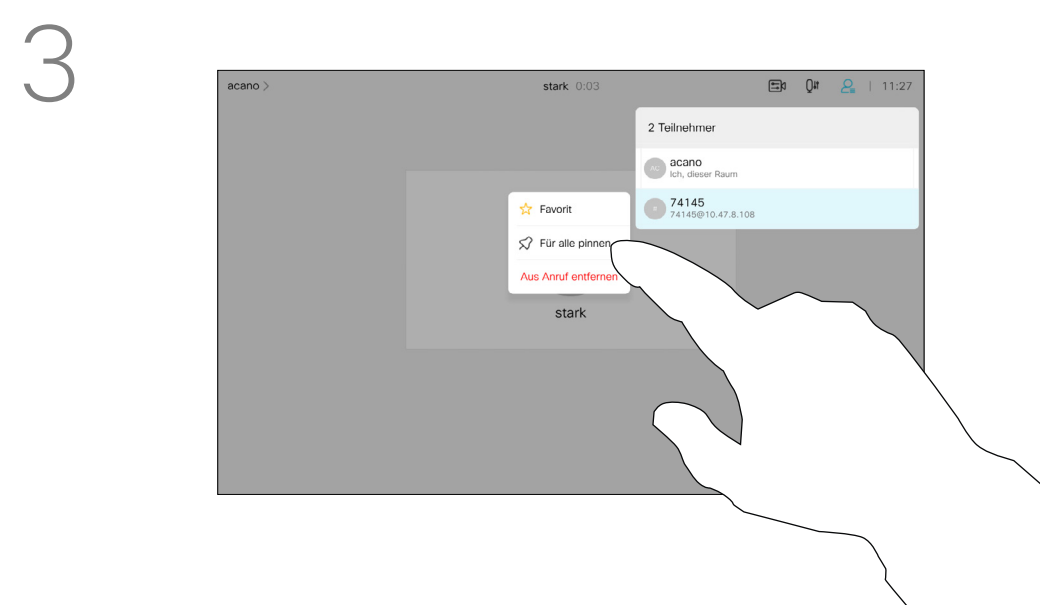 3
acano >
stark 0:03
11:27
2 Teilnehmer
AC
acano
Ich, dieser Raum
74145
74145@10.47.8.108
Favorit
Für alle pinnen
Aus Anruf entfernen
stark